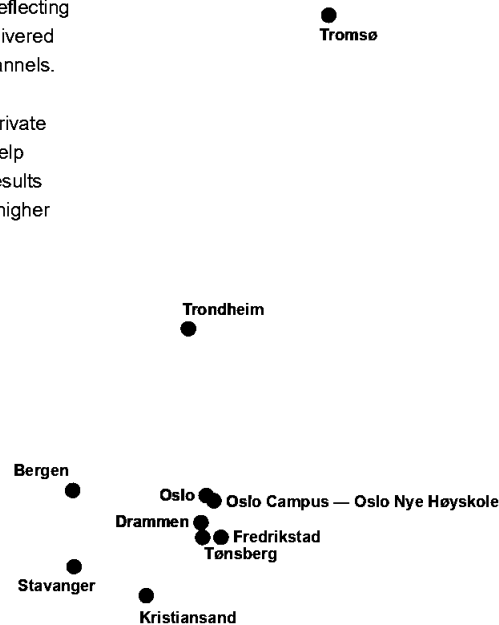 eflecting
ivered
annels.
rivate
elp
esults
higher
Tromsø
Trondheim
Bergen
Oslo
Oslo Campus — Oslo Nye Høyskole
Drammen
Fredrikstad
Tønsberg
Stavanger
Kristiansand